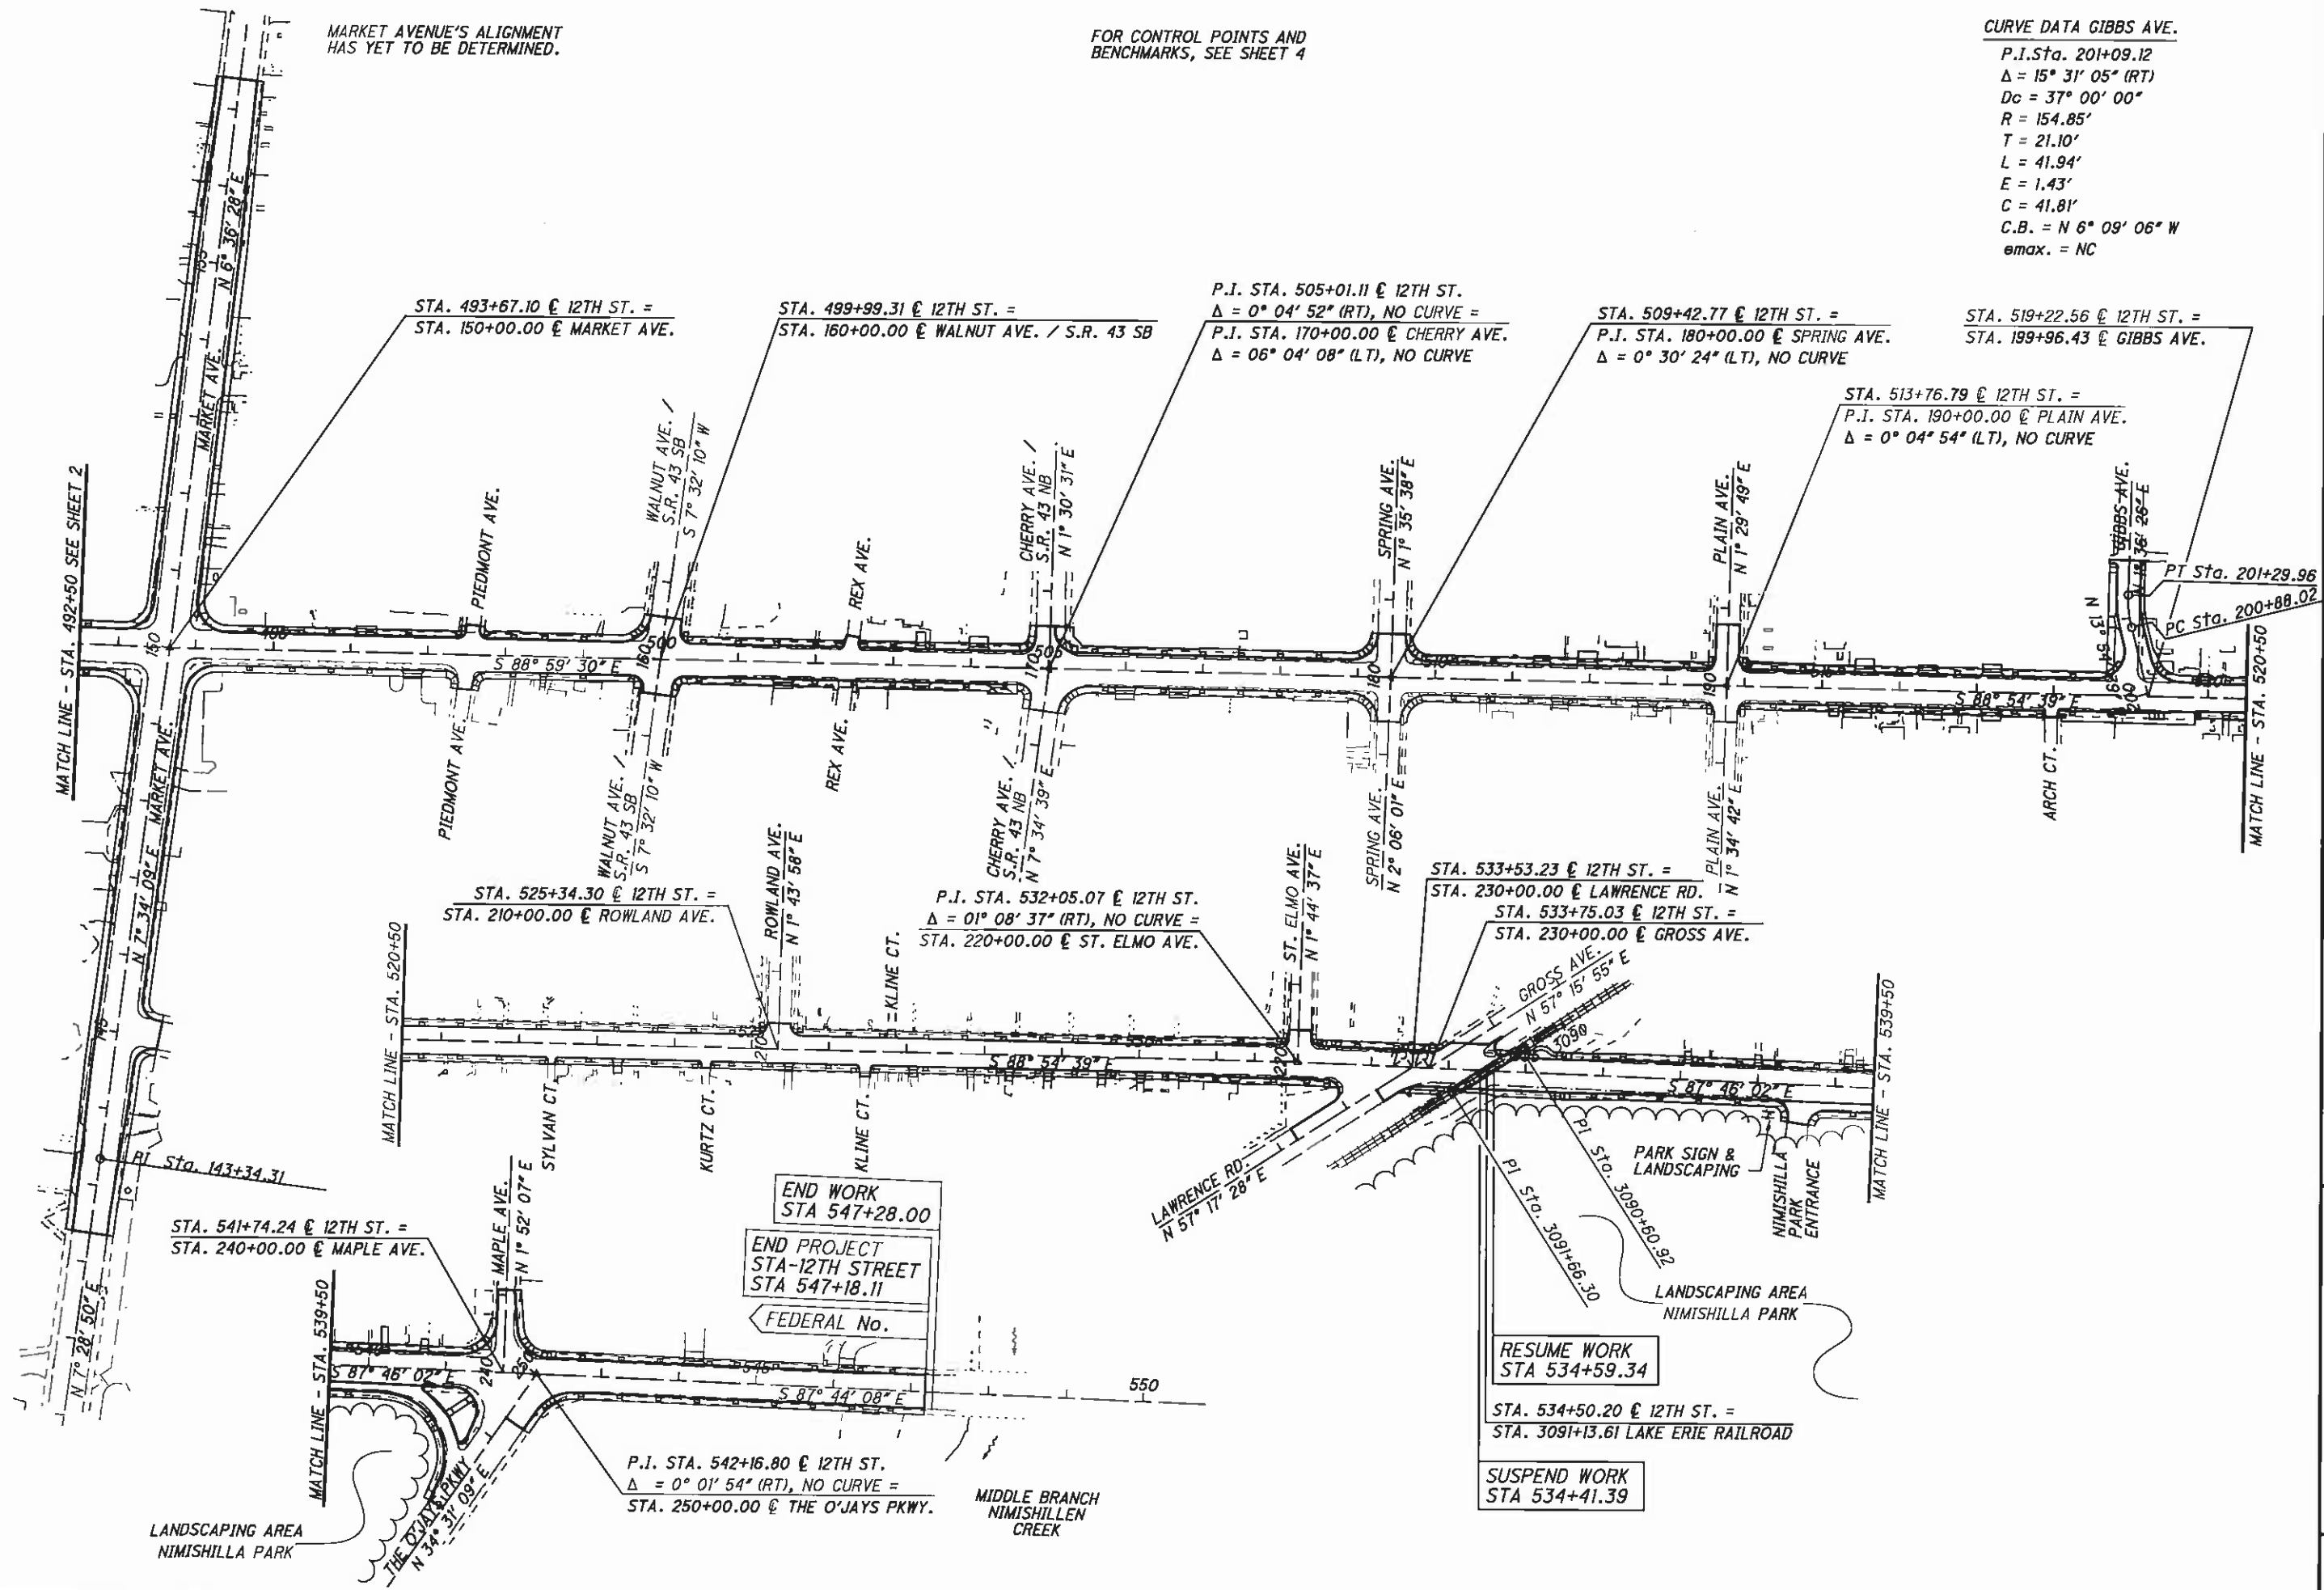 MARKET AVENUE'S ALIGNMENT
HAS YET TO BE DETERMINED.
FOR CONTROL POINTS AND
BENCHMARKS, SEE SHEET 4
CURVE DATA GIBBS AVE.
P.I.Sta. 201+09.12
Δ = 15° 31' 05" (RT)
Dc = 37° 00' 00"
R = 154.85'
T = 21.10'
L = 41.94'
E = 1.43'
C = 41.81'
C.B. = N 6° 09' 06" W
emax. = NC
STA. 493+67.10 ℄ 12TH ST. =
STA. 150+00.00 ℄ MARKET AVE.
STA. 499+99.31 ℄ 12TH ST. =
STA. 160+00.00 ℄ WALNUT AVE. / S.R. 43 SB
P.I. STA. 505+01.11 ℄ 12TH ST.
Δ = 0° 04' 52" (RT), NO CURVE =
P.I. STA. 170+00.00 ℄ CHERRY AVE.
Δ = 06° 04' 08" (LT), NO CURVE
STA. 509+42.77 ℄ 12TH ST. =
P.I. STA. 180+00.00 ℄ SPRING AVE.
Δ = 0° 30' 24" (LT), NO CURVE
STA. 519+22.56 ℄ 12TH ST. =
STA. 199+96.43 ℄ GIBBS AVE.
STA. 513+76.79 ℄ 12TH ST. =
P.I. STA. 190+00.00 ℄ PLAIN AVE.
Δ = 0° 04" 54" (LT), NO CURVE
N 6° 36' 28" E
155
MARKET AVE.
MATCH LINE - STA. 492+50 SEE SHEET 2
150
PIEDMONT AVE.
WALNUT AVE. /
S.R. 43 SB
S 7° 32' 10" W
REX AVE.
CHERRY AVE. /
S.R. 43 NB
N 1° 30' 31" E
SPRING AVE.
N 1° 35' 38" E
PLAIN AVE.
N 1° 29' 49" E
GIBBS AVE.
PT Sta. 201+29.96
PC Sta. 200+88.02
MATCH LINE - STA. 520+50
S 88° 59' 30" E
160
500
170
505
180
190
200
S 88° 54' 39" E
PIEDMONT AVE.
WALNUT AVE. /
S.R. 43 SB
S 7° 32' 10" W
REX AVE.
CHERRY AVE. /
S.R. 43 NB
N 7° 34' 39" E
SPRING AVE.
N 2° 06' 01" E
PLAIN AVE.
N 1° 34' 42" E
ARCH CT.
MARKET AVE.
N 7° 34' 09" E
145
PI Sta. 143+34.31
N 7° 28' 50" E
STA. 525+34.30 ℄ 12TH ST. =
STA. 210+00.00 ℄ ROWLAND AVE.
ROWLAND AVE.
N 1° 43' 58" E
P.I. STA. 532+05.07 ℄ 12TH ST.
Δ = 01° 08' 37" (RT), NO CURVE =
STA. 220+00.00 ℄ ST. ELMO AVE.
ST. ELMO AVE.
N 1° 44' 37" E
STA. 533+53.23 ℄ 12TH ST. =
STA. 230+00.00 ℄ LAWRENCE RD.
STA. 533+75.03 ℄ 12TH ST. =
STA. 230+00.00 ℄ GROSS AVE.
GROSS AVE.
N 57° 15' 55" E
3090
MATCH LINE - STA. 520+50
210
KLINE CT.
S 88° 54' 39" E
220
S 87° 46' 02" E
MATCH LINE - STA. 539+50
SYLVAN CT.
KURTZ CT.
KLINE CT.
LAWRENCE RD.
N 57° 17' 28" E
PI Sta. 3091+66.30
PI Sta. 3090+60.92
PARK SIGN &
LANDSCAPING
NIMISHILLA
PARK
ENTRANCE
LANDSCAPING AREA
NIMISHILLA PARK
RESUME WORK
STA 534+59.34
STA. 534+50.20 ℄ 12TH ST. =
STA. 3091+13.61 LAKE ERIE RAILROAD
SUSPEND WORK
STA 534+41.39
STA. 541+74.24 ℄ 12TH ST. =
STA. 240+00.00 ℄ MAPLE AVE.
MAPLE AVE.
N 1° 52' 07" E
END WORK
STA 547+28.00
END PROJECT
STA-12TH STREET
STA 547+18.11
FEDERAL No.
MATCH LINE - STA. 539+50
S 87° 46' 02" E
240
250
545
S 87° 44' 08" E
550
THE O'JAYS PKWY
N 34° 31' 09" E
P.I. STA. 542+16.80 ℄ 12TH ST.
Δ = 0° 01' 54" (RT), NO CURVE =
STA. 250+00.00 ℄ THE O'JAYS PKWY.
MIDDLE BRANCH
NIMISHILLEN
CREEK
LANDSCAPING AREA
NIMISHILLA PARK